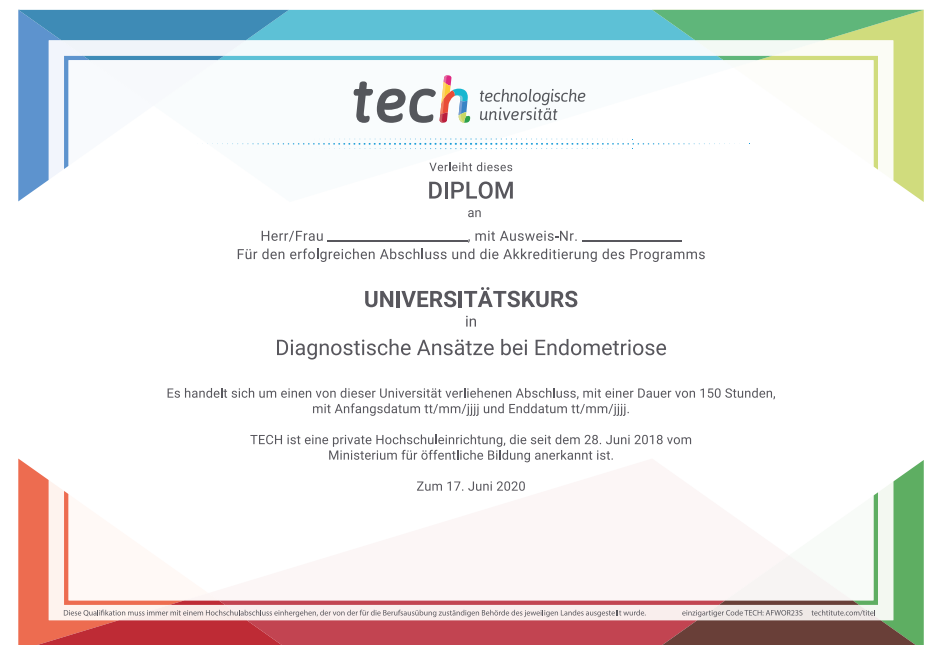 tech technologische
universität
Verleiht dieses
DIPLOM
an
Herr/Frau ____________________, mit Ausweis-Nr. ______________
Für den erfolgreichen Abschluss und die Akkreditierung des Programms
UNIVERSITÄTSKURS
in
Diagnostische Ansätze bei Endometriose
Es handelt sich um einen von dieser Universität verliehenen Abschluss, mit einer Dauer von 150 Stunden,
mit Anfangsdatum tt/mm/jjjj und Enddatum tt/mm/jjjj.
TECH ist eine private Hochschuleinrichtung, die seit dem 28. Juni 2018 vom
Ministerium für öffentliche Bildung anerkannt ist.
Zum 17. Juni 2020
Diese Qualifikation muss immer mit einem Hochschulabschluss einhergehen, der von der für die Berufsausübung zuständigen Behörde des jeweiligen Landes ausgestellt wurde. einzigartiger Code TECH: AFWOR23S techtitute.com/titel